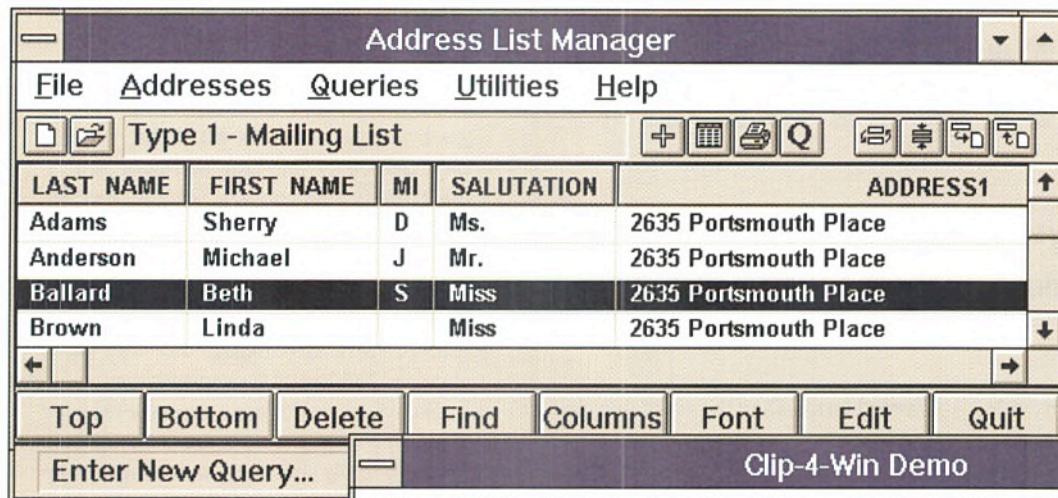 Address List Manager
File Addresses Queries Utilities Help
Type 1 - Mailing List Q
LAST NAME FIRST NAME MI SALUTATION ADDRESS1
Adams Sherry D Ms. 2635 Portsmouth Place
Anderson Michael J Mr. 2635 Portsmouth Place
Ballard Beth S Miss 2635 Portsmouth Place
Brown Linda Miss 2635 Portsmouth Place
Top Bottom Delete Find Columns Font Edit Quit
Enter New Query... Clip-4-Win Demo